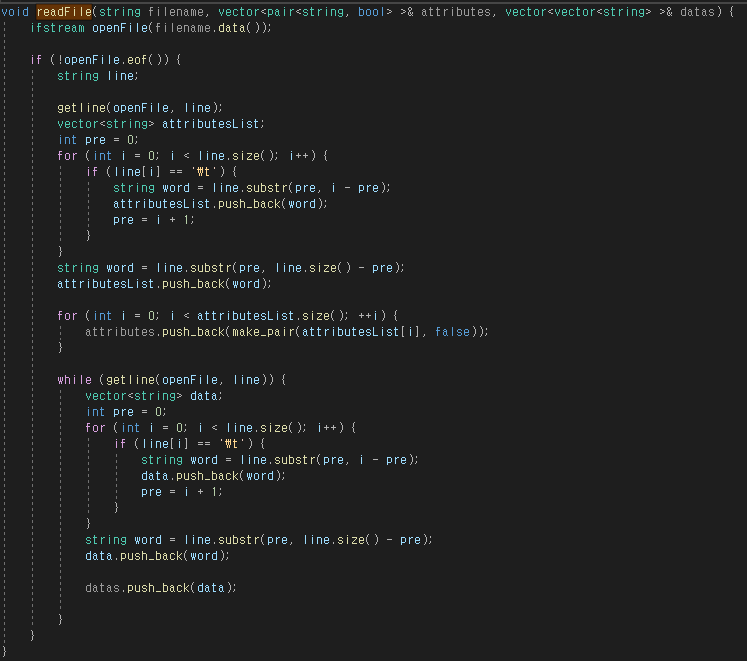 void readFile(string filename, vector<pair<string, bool> >& attributes, vector<vector<string> >& datas) {
    ifstream openFile(filename.data());

    if (!openFile.eof()) {
        string line;

        getline(openFile, line);
        vector<string> attributesList;
        int pre = 0;
        for (int i = 0; i < line.size(); i++) {
            if (line[i] == '₩t') {
                string word = line.substr(pre, i - pre);
                attributesList.push_back(word);
                pre = i + 1;
            }
        }
        string word = line.substr(pre, line.size() - pre);
        attributesList.push_back(word);

        for (int i = 0; i < attributesList.size(); ++i) {
            attributes.push_back(make_pair(attributesList[i], false));
        }

        while (getline(openFile, line)) {
            vector<string> data;
            int pre = 0;
            for (int i = 0; i < line.size(); i++) {
                if (line[i] == '₩t') {
                    string word = line.substr(pre, i - pre);
                    data.push_back(word);
                    pre = i + 1;
                }
            }
            string word = line.substr(pre, line.size() - pre);
            data.push_back(word);

            datas.push_back(data);

        }
    }
}